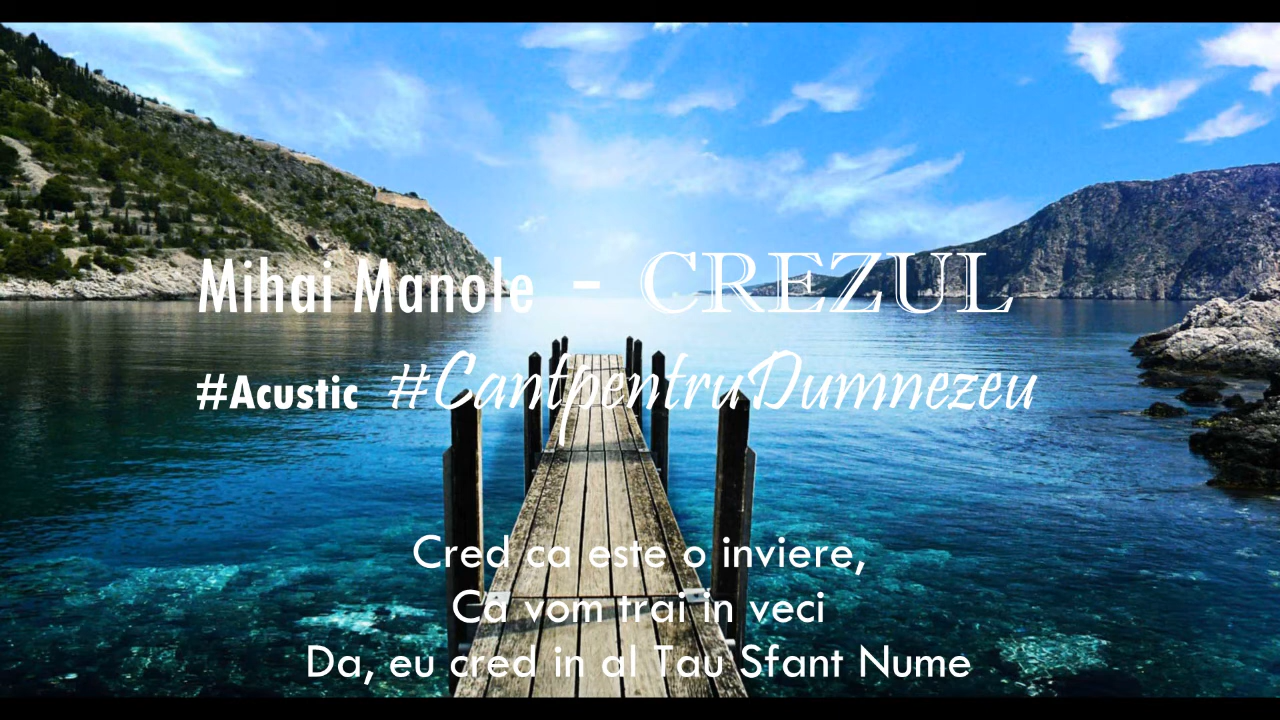 Mihai Manole - CREZUL
#Acustic #CantpentruDumnezeu
Cred ca este o inviere,
Ca vom trai in veci
Da, eu cred in al Tau Sfant Nume